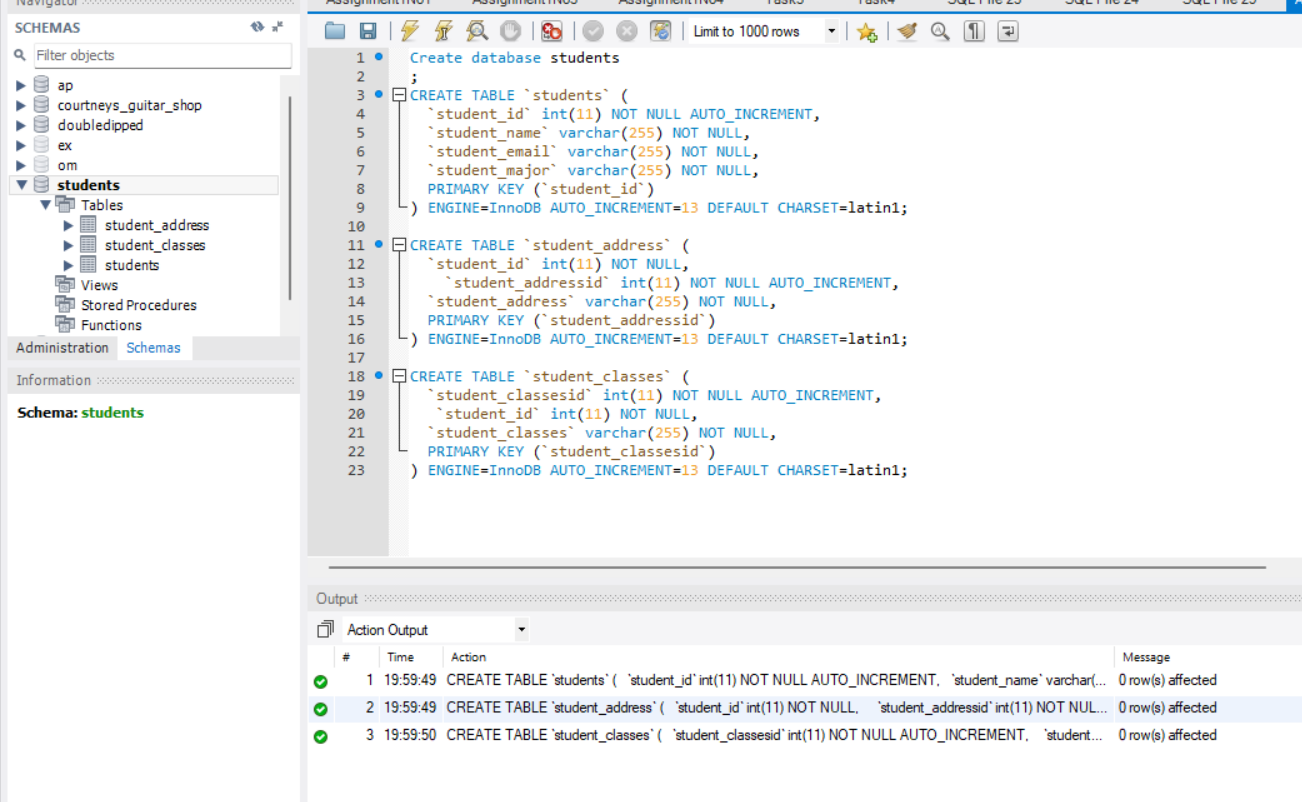 Navigator
SCHEMAS
Filter objects
ap
courtneys_guitar_shop
doubledipped
ex
om
students
Tables
student_address
student_classes
students
Views
Stored Procedures
Functions
Administration Schemas
Information
Schema: students
AssignmentTN01 AssignmentTN03 AssignmentTN04 Task3 Task4 SQL File 23 SQL File 24 SQL File 25
Limit to 1000 rows
1 Create database students
2 ;
3 CREATE TABLE `students` (
4 `student_id` int(11) NOT NULL AUTO_INCREMENT,
5 `student_name` varchar(255) NOT NULL,
6 `student_email` varchar(255) NOT NULL,
7 `student_major` varchar(255) NOT NULL,
8 PRIMARY KEY (`student_id`)
9 ) ENGINE=InnoDB AUTO_INCREMENT=13 DEFAULT CHARSET=latin1;
10
11 CREATE TABLE `student_address` (
12 `student_id` int(11) NOT NULL,
13 `student_addressid` int(11) NOT NULL AUTO_INCREMENT,
14 `student_address` varchar(255) NOT NULL,
15 PRIMARY KEY (`student_addressid`)
16 ) ENGINE=InnoDB AUTO_INCREMENT=13 DEFAULT CHARSET=latin1;
17
18 CREATE TABLE `student_classes` (
19 `student_classesid` int(11) NOT NULL AUTO_INCREMENT,
20 `student_id` int(11) NOT NULL,
21 `student_classes` varchar(255) NOT NULL,
22 PRIMARY KEY (`student_classesid`)
23 ) ENGINE=InnoDB AUTO_INCREMENT=13 DEFAULT CHARSET=latin1;
Output
Action Output
# Time Action Message
1 19:59:49 CREATE TABLE `students` ( `student_id` int(11) NOT NULL AUTO_INCREMENT, `student_name` varchar(... 0 row(s) affected
2 19:59:49 CREATE TABLE `student_address` ( `student_id` int(11) NOT NULL, `student_addressid` int(11) NOT NUL... 0 row(s) affected
3 19:59:50 CREATE TABLE `student_classes` ( `student_classesid` int(11) NOT NULL AUTO_INCREMENT, `student... 0 row(s) affected